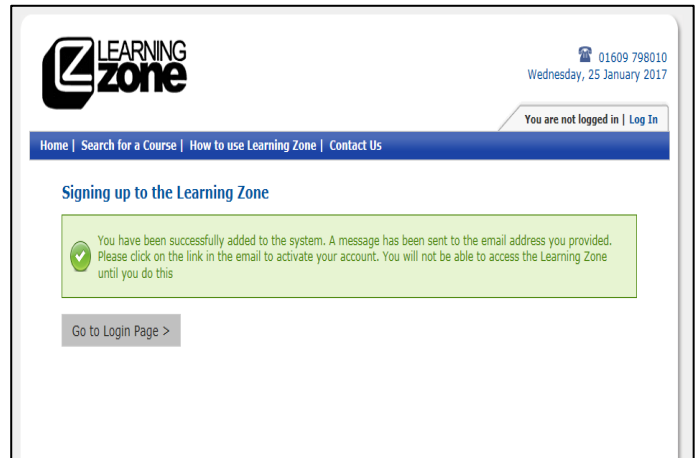 LEARNING
zone
01609 798010
Wednesday, 25 January 2017
You are not logged in | Log In
Home | Search for a Course | How to use Learning Zone | Contact Us
Signing up to the Learning Zone
You have been successfully added to the system. A message has been sent to the email address you provided.
Please click on the link in the email to activate your account. You will not be able to access the Learning Zone
until you do this
Go to Login Page >